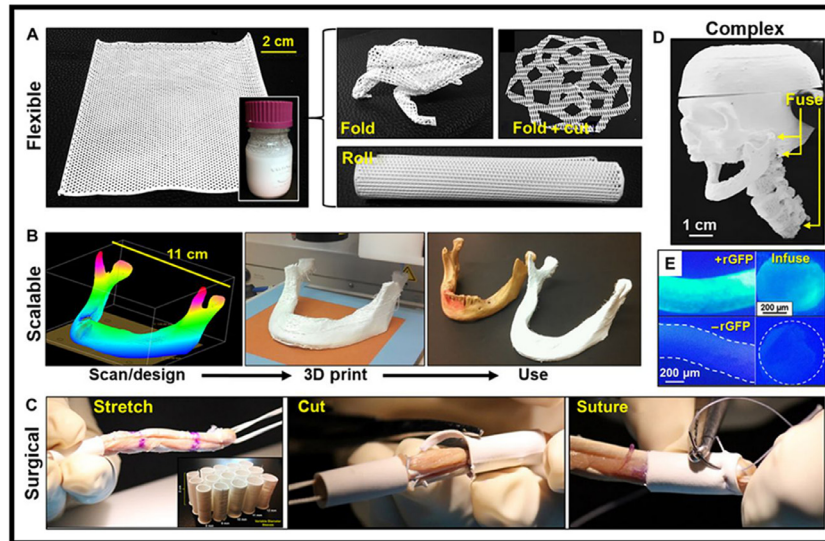 A
2 cm
Flexible
Fold
Fold + cut
Roll
Complex
D
Fuse
1 cm
B
11 cm
Scalable
Scan/design
3D print
Use
E
+rGFP
Infuse
200 µm
–rGFP
200 µm
C
Stretch
Cut
Suture
Surgical